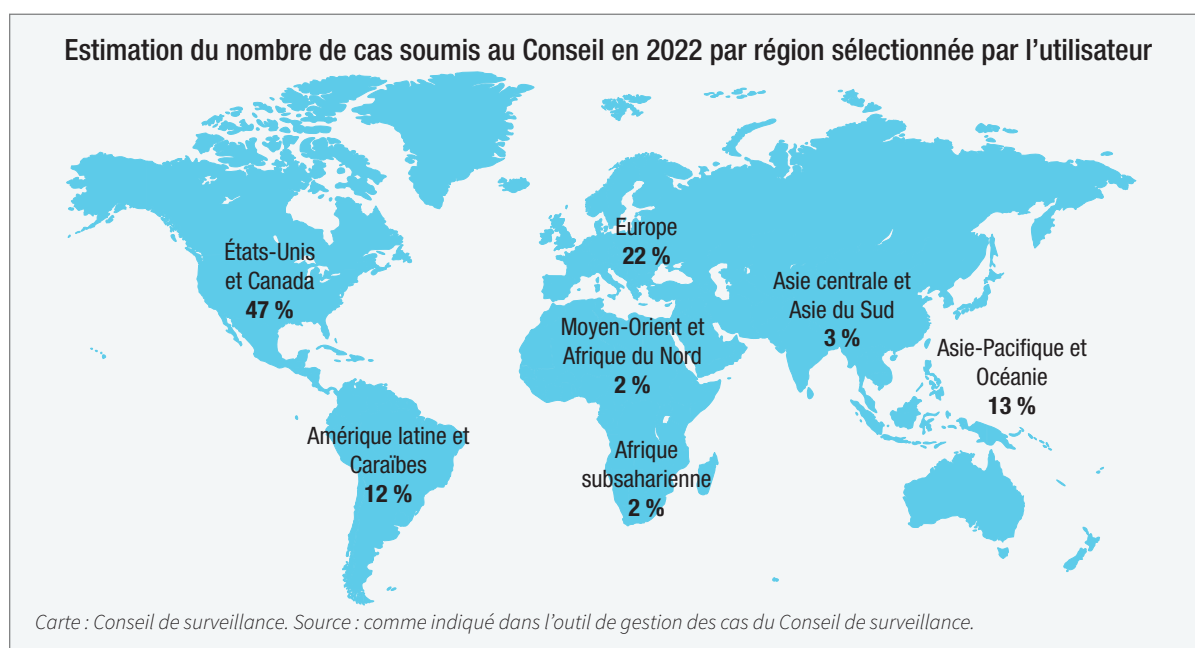 Estimation du nombre de cas soumis au Conseil en 2022 par région sélectionnée par l’utilisateur
États-Unis
et Canada
47 %
Europe
22 %
Asie centrale et
Asie du Sud
3 %
Moyen-Orient et
Afrique du Nord
2 %
Asie-Pacifique et
Océanie
13 %
Amérique latine et
Caraïbes
12 %
Afrique
subsaharienne
2 %
Carte : Conseil de surveillance. Source : comme indiqué dans l’outil de gestion des cas du Conseil de surveillance.